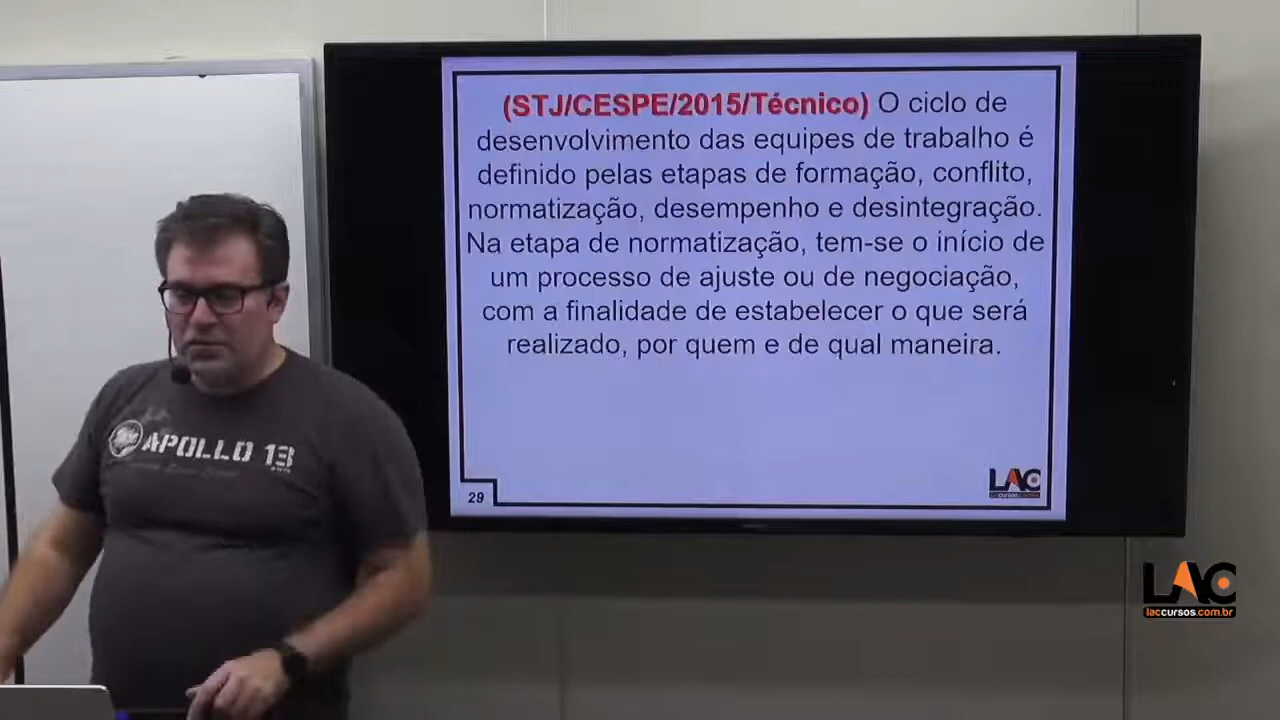 (STJ/CESPE/2015/Técnico) O ciclo de
desenvolvimento das equipes de trabalho é
definido pelas etapas de formação, conflito,
normatização, desempenho e desintegração.
Na etapa de normatização, tem-se o início de
um processo de ajuste ou de negociação,
com a finalidade de estabelecer o que será
realizado, por quem e de qual maneira.
29
LAC
APOLLO 13
LAC
laccursos.com.br